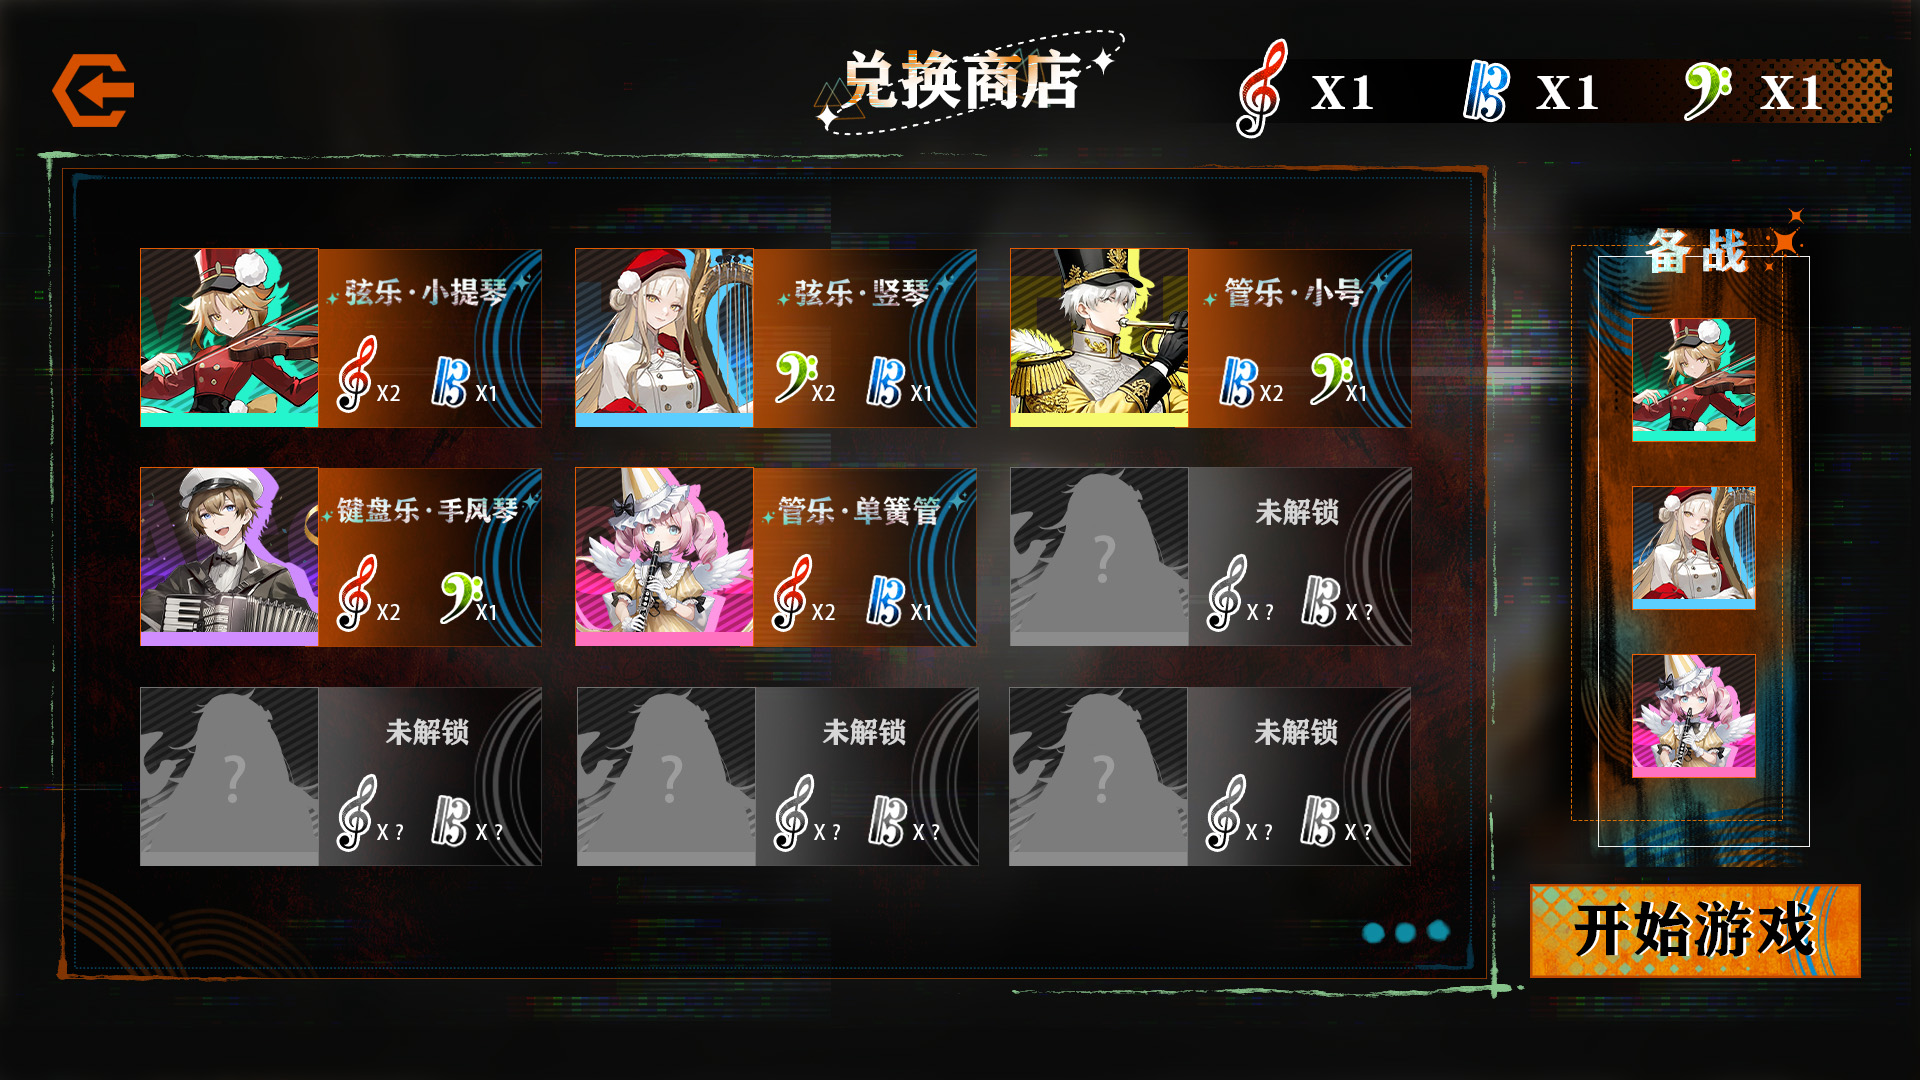 兑换商店
X1 X1 X1
弦乐·小提琴
X2 X1
弦乐·竖琴
X2 X1
管乐·小号
X2 X1
键盘乐·手风琴
X2 X1
管乐·单簧管
X2 X1
?
未解锁
X ? X ?
?
未解锁
X ? X ?
?
未解锁
X ? X ?
?
未解锁
X ? X ?
备战
开始游戏